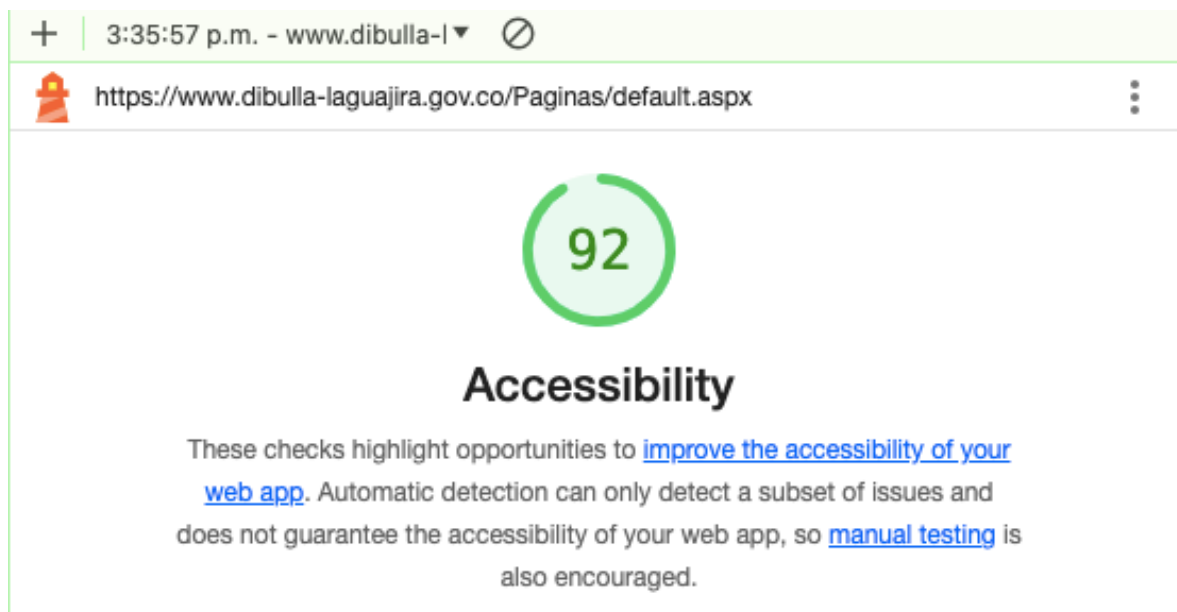 3:35:57 p.m. - www.dibulla-l
https://www.dibulla-laguajira.gov.co/Paginas/default.aspx
92
Accessibility
These checks highlight opportunities to improve the accessibility of your
web app. Automatic detection can only detect a subset of issues and
does not guarantee the accessibility of your web app, so manual testing is
also encouraged.